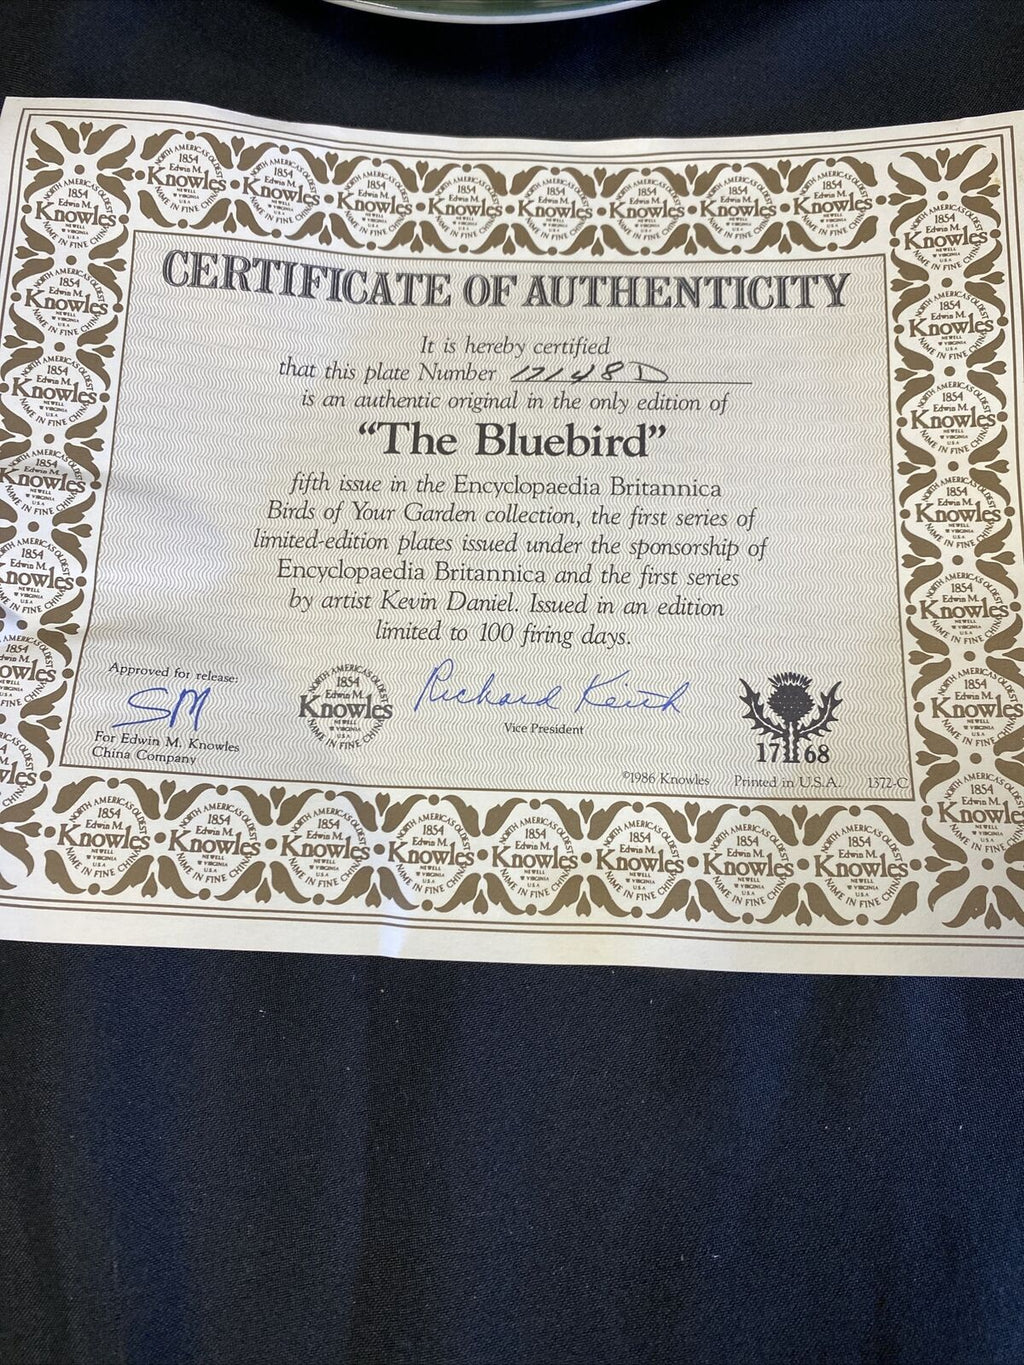 CERTIFICATE OF AUTHENTICITY
It is hereby certified
that this plate Number 17148D
is an authentic original in the only edition of
“The Bluebird”
fifth issue in the Encyclopaedia Britannica
Birds of Your Garden collection, the first series of
limited-edition plates issued under the sponsorship of
Encyclopaedia Britannica and the first series
by artist Kevin Daniel. Issued in an edition
limited to 100 firing days.
Approved for release:
SM
For Edwin M. Knowles
China Company
NORTH AMERICA'S OLDEST
1854
Edwin M.
Knowles
NEWELL
W VIRGINIA
U.S.A
NAME IN FINE CHINA
Richard Keith
Vice President
1768
©1986 Knowles Printed in U.S.A. 1372-C